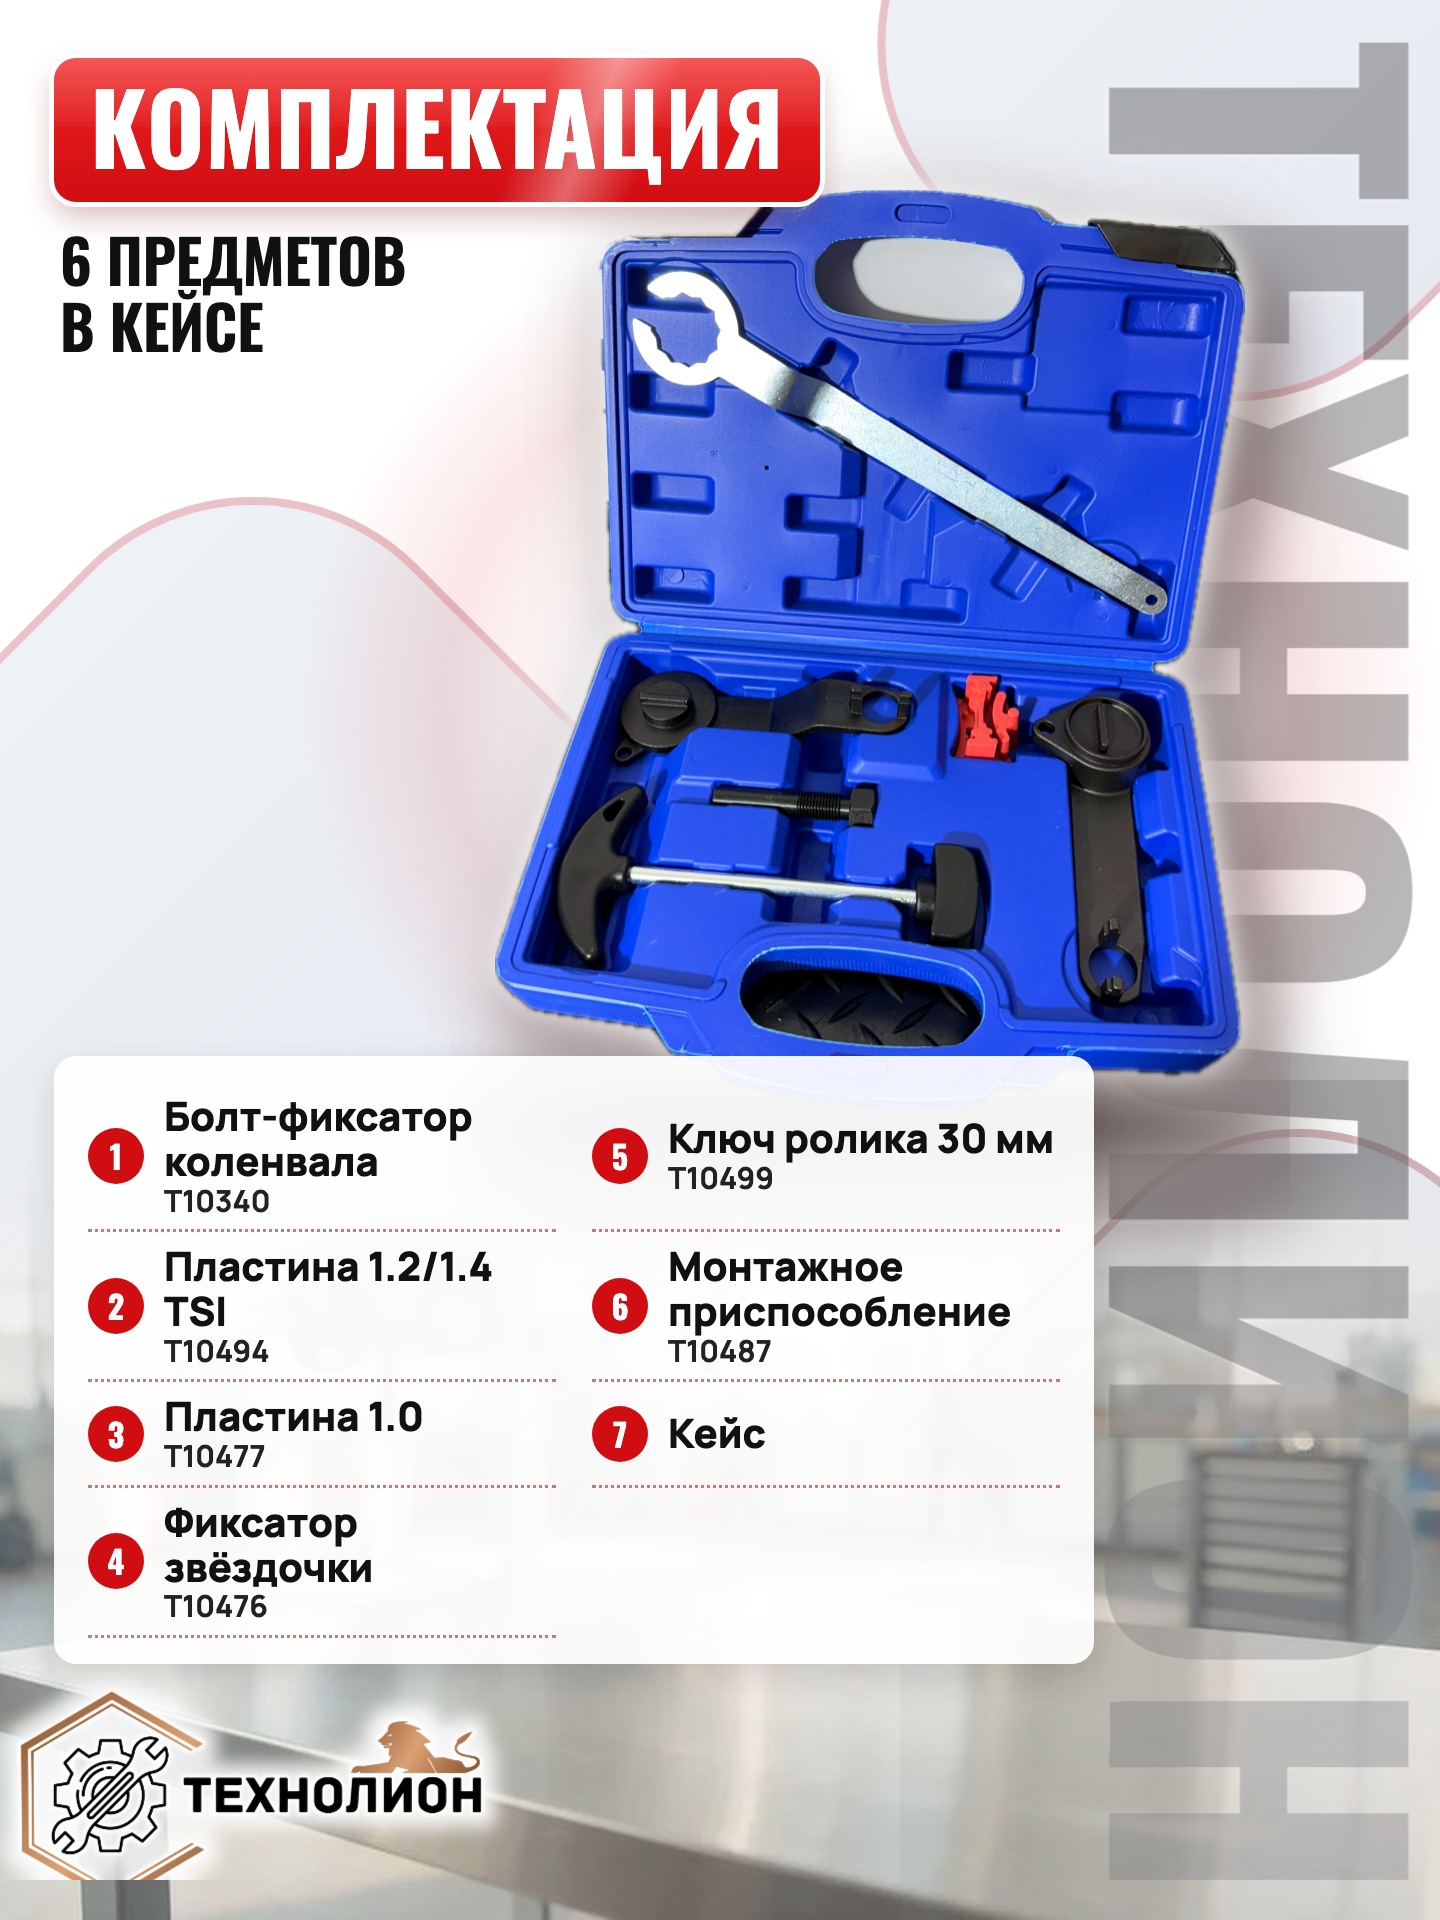 КОМПЛЕКТАЦИЯ
6 ПРЕДМЕТОВ
В КЕЙСЕ
1
Болт-фиксатор
коленвала
T10340
2
Пластина 1.2/1.4
TSI
T10494
3
Пластина 1.0
T10477
4
Фиксатор
звёздочки
T10476
5
Ключ ролика 30 мм
T10499
6
Монтажное
приспособление
T10487
7
Кейс
ТЕХНОЛИОН
ТЕХНОЛИОН